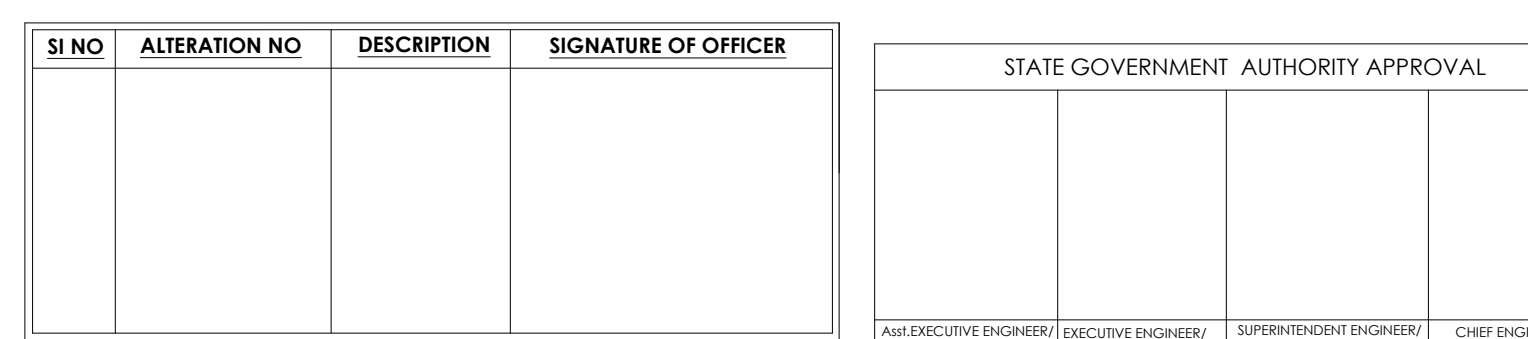 SI NO ALTERATION NO DESCRIPTION SIGNATURE OF OFFICER
STATE GOVERNMENT AUTHORITY APPROVAL
Asst.EXECUTIVE ENGINEER/ EXECUTIVE ENGINEER/ SUPERINTENDENT ENGINEER/ CHIEF